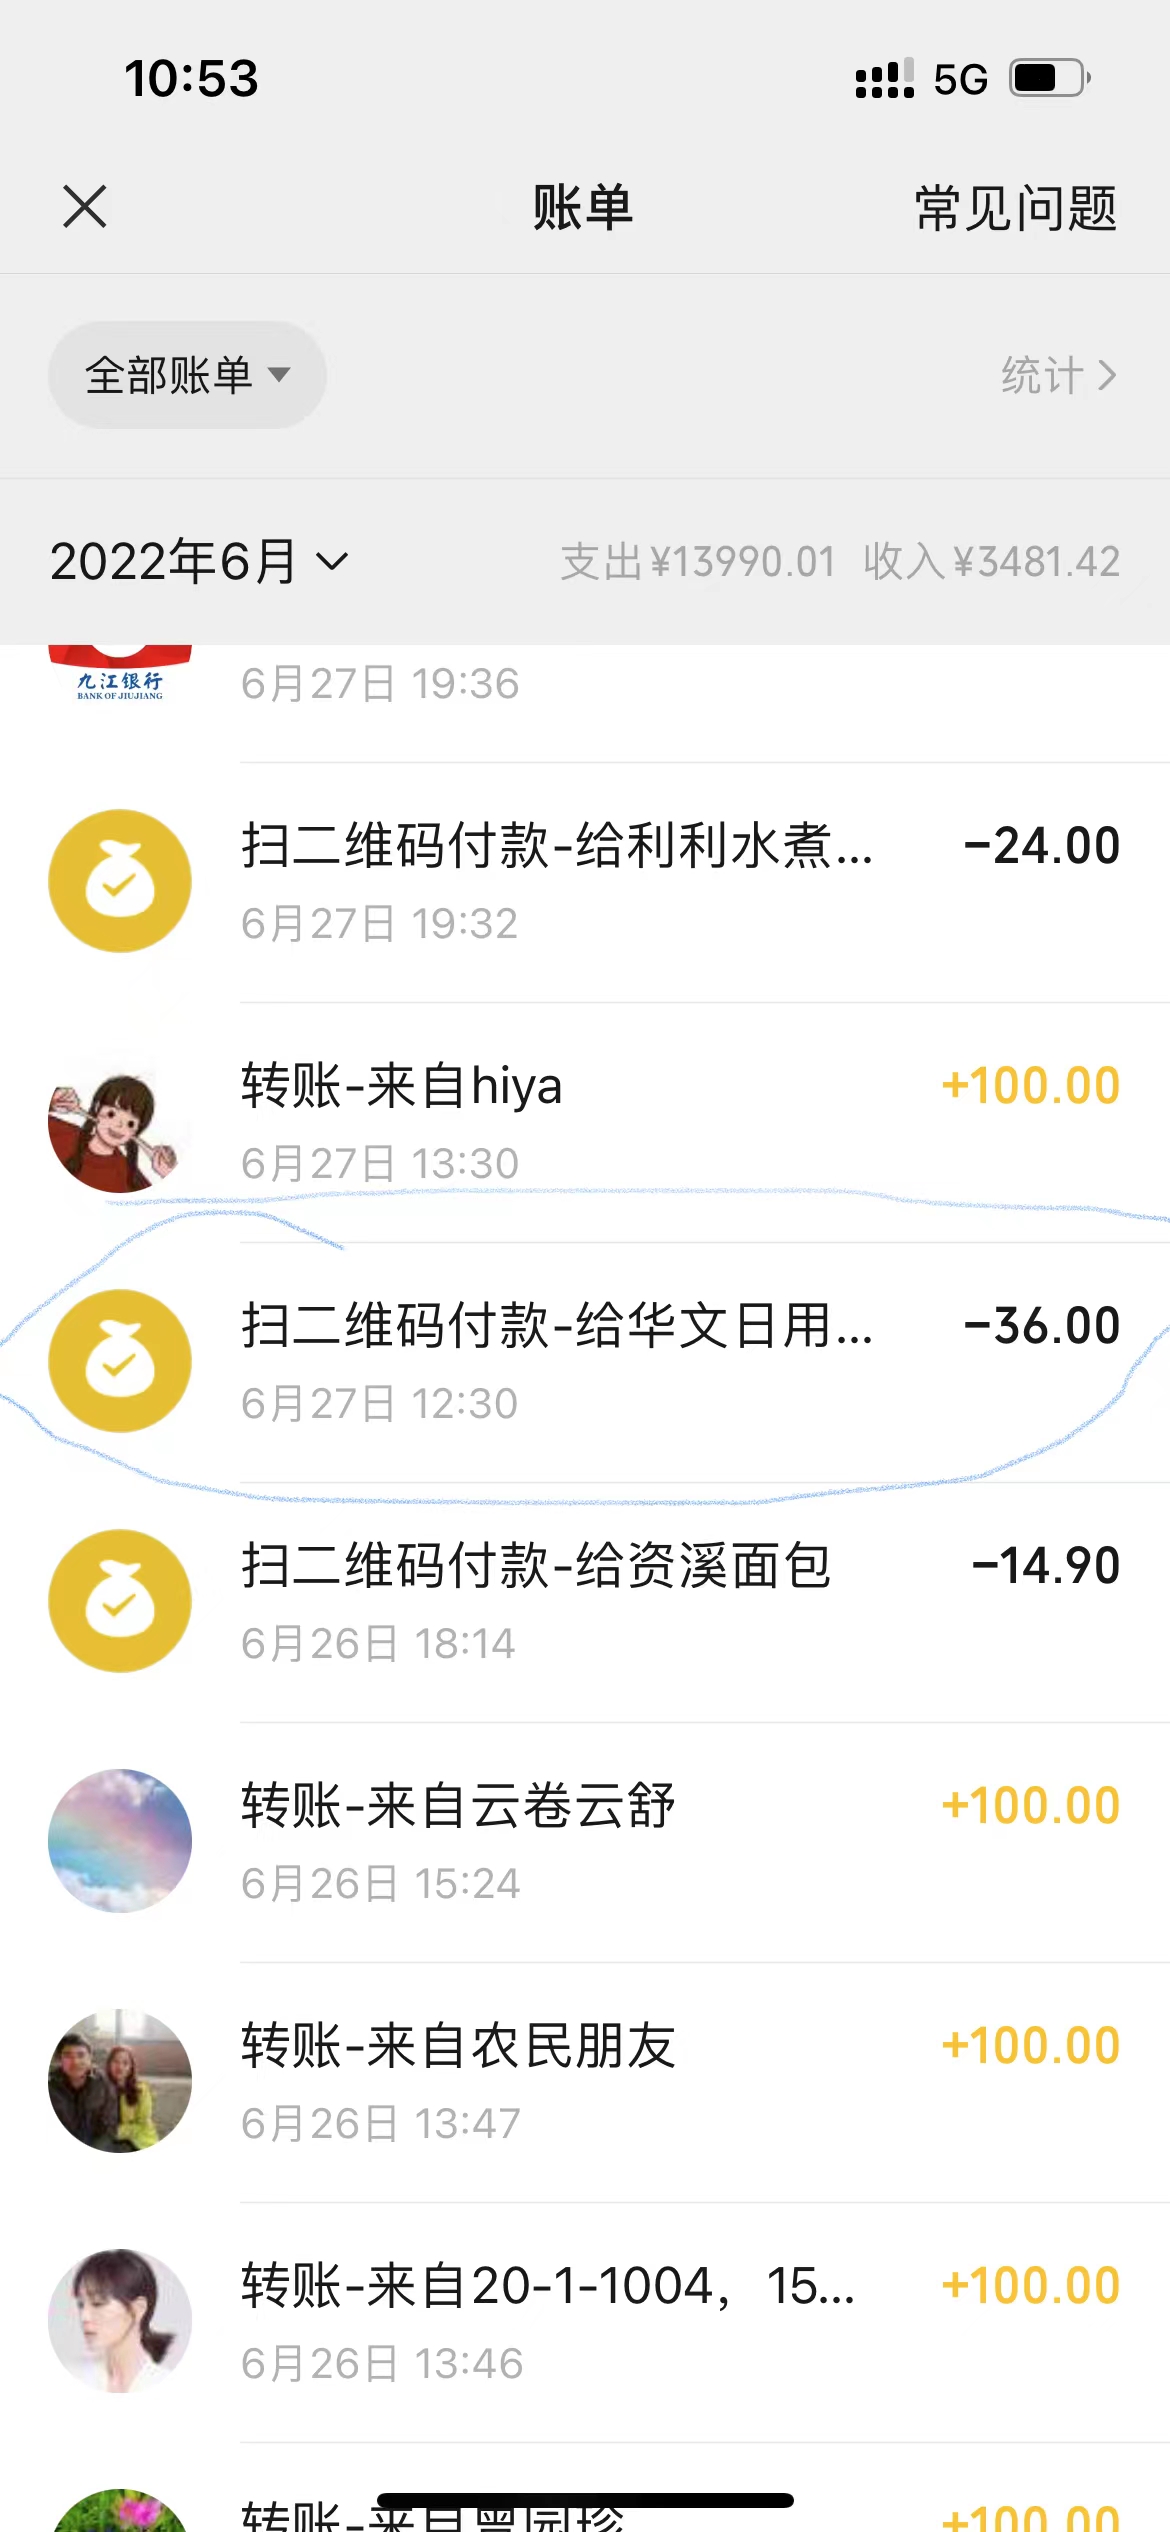 10:53
5G
账单
常见问题
全部账单
统计
2022年6月
支出¥13990.01 收入¥3481.42
九江银行
BANK OF JIUJIANG
6月27日 19:36
扫二维码付款-给利利水煮...
-24.00
6月27日 19:32
转账-来自hiya
+100.00
6月27日 13:30
扫二维码付款-给华文日用...
-36.00
6月27日 12:30
扫二维码付款-给资溪面包
-14.90
6月26日 18:14
转账-来自云卷云舒
+100.00
6月26日 15:24
转账-来自农民朋友
+100.00
6月26日 13:47
转账-来自20-1-1004，15...
+100.00
6月26日 13:46
转账-来自
+100.00